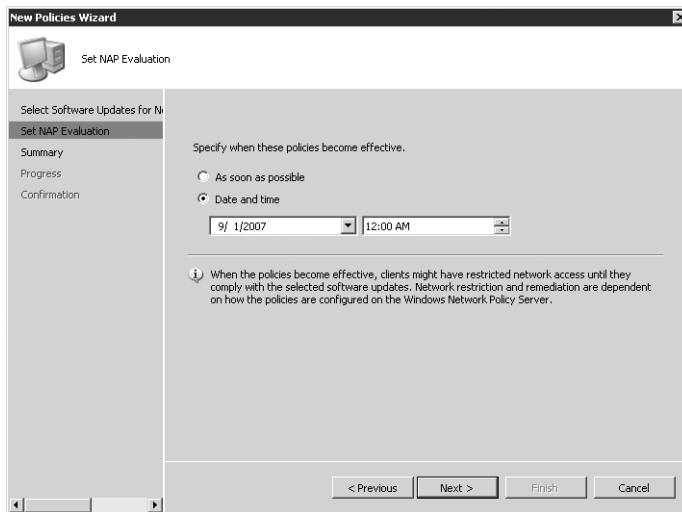 New Policies Wizard
Set NAP Evaluation
Select Software Updates for N
Set NAP Evaluation
Summary
Progress
Confirmation
Specify when these policies become effective.
As soon as possible
Date and time
9/ 1/2007
12:00 AM
When the policies become effective, clients might have restricted network access until they
comply with the selected software updates. Network restriction and remediation are dependent
on how the policies are configured on the Windows Network Policy Server.
< Previous
Next >
Finish
Cancel